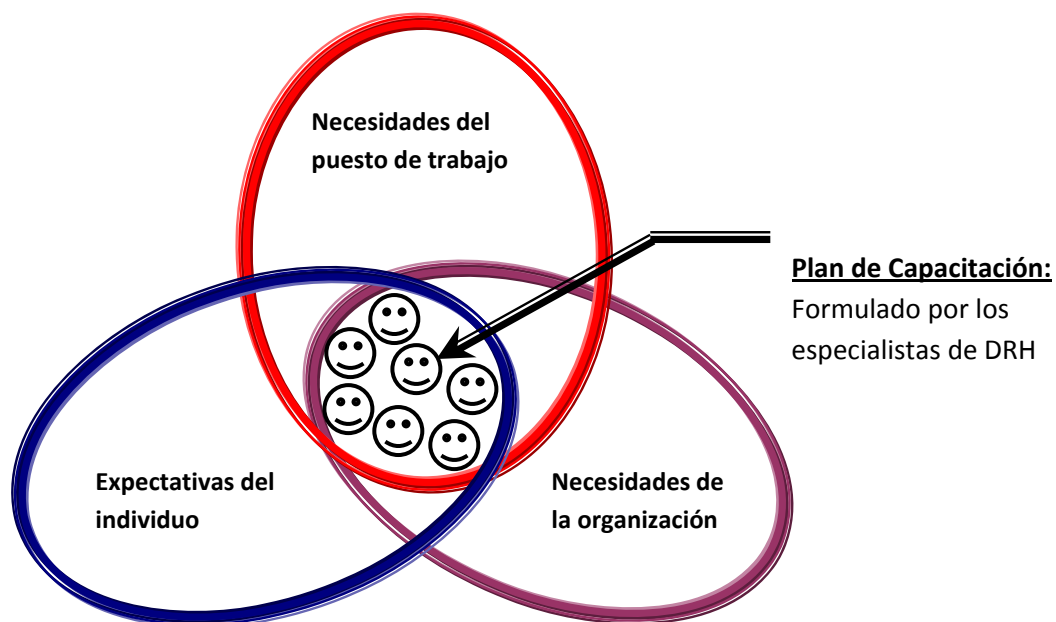 Necesidades del
puesto de trabajo
Plan de Capacitación:
Formulado por los
especialistas de DRH
Expectativas del
individuo
Necesidades de
la organización